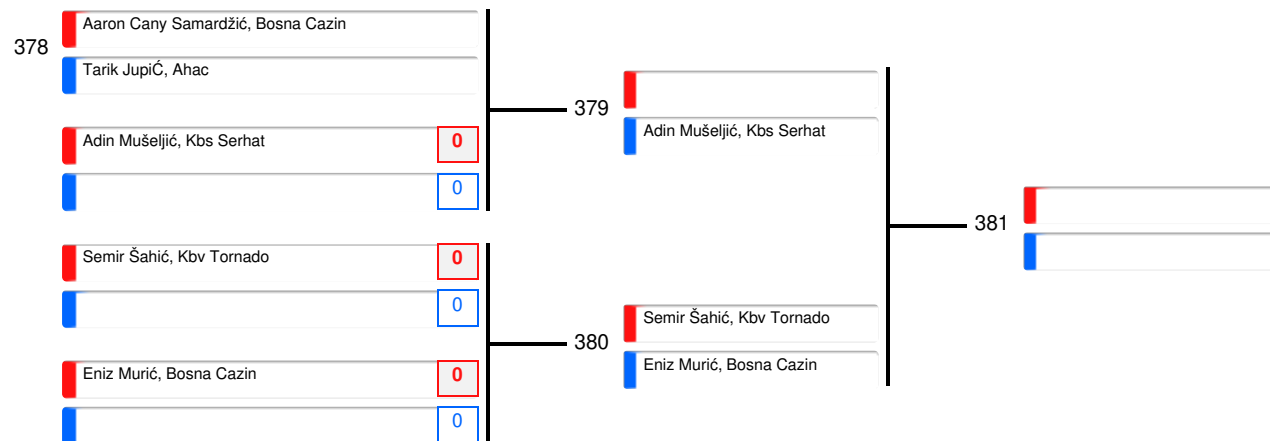 378
Aaron Cany Samardžić, Bosna Cazin
Tarik JupiĆ, Ahac
Adin Mušeljić, Kbs Serhat
0
0
Semir Šahić, Kbv Tornado
0
0
Eniz Murić, Bosna Cazin
0
0
379
Adin Mušeljić, Kbs Serhat
380
Semir Šahić, Kbv Tornado
Eniz Murić, Bosna Cazin
381